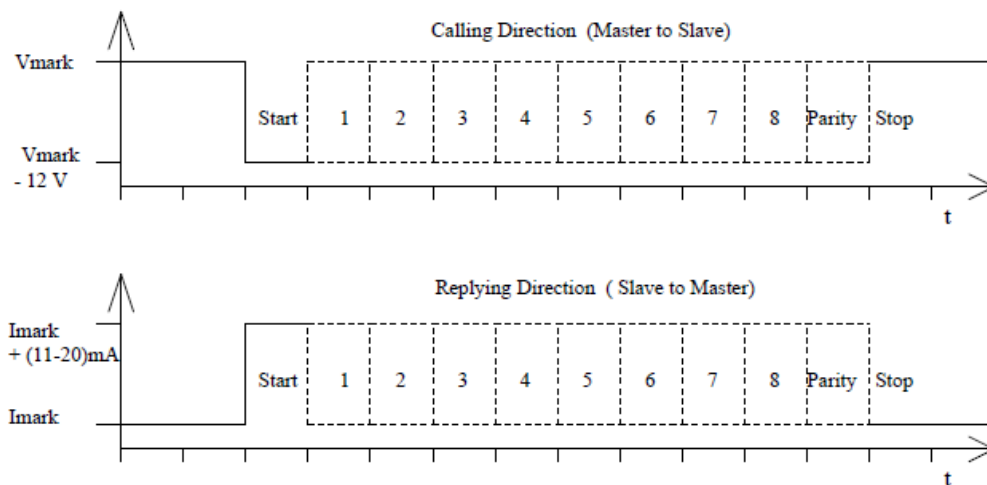 Calling Direction (Master to Slave)
Vmark
Start 1 2 3 4 5 6 7 8 Parity Stop
Vmark
- 12 V
t
Replying Direction ( Slave to Master)
Imark
+ (11-20)mA
Start 1 2 3 4 5 6 7 8 Parity Stop
Imark
t